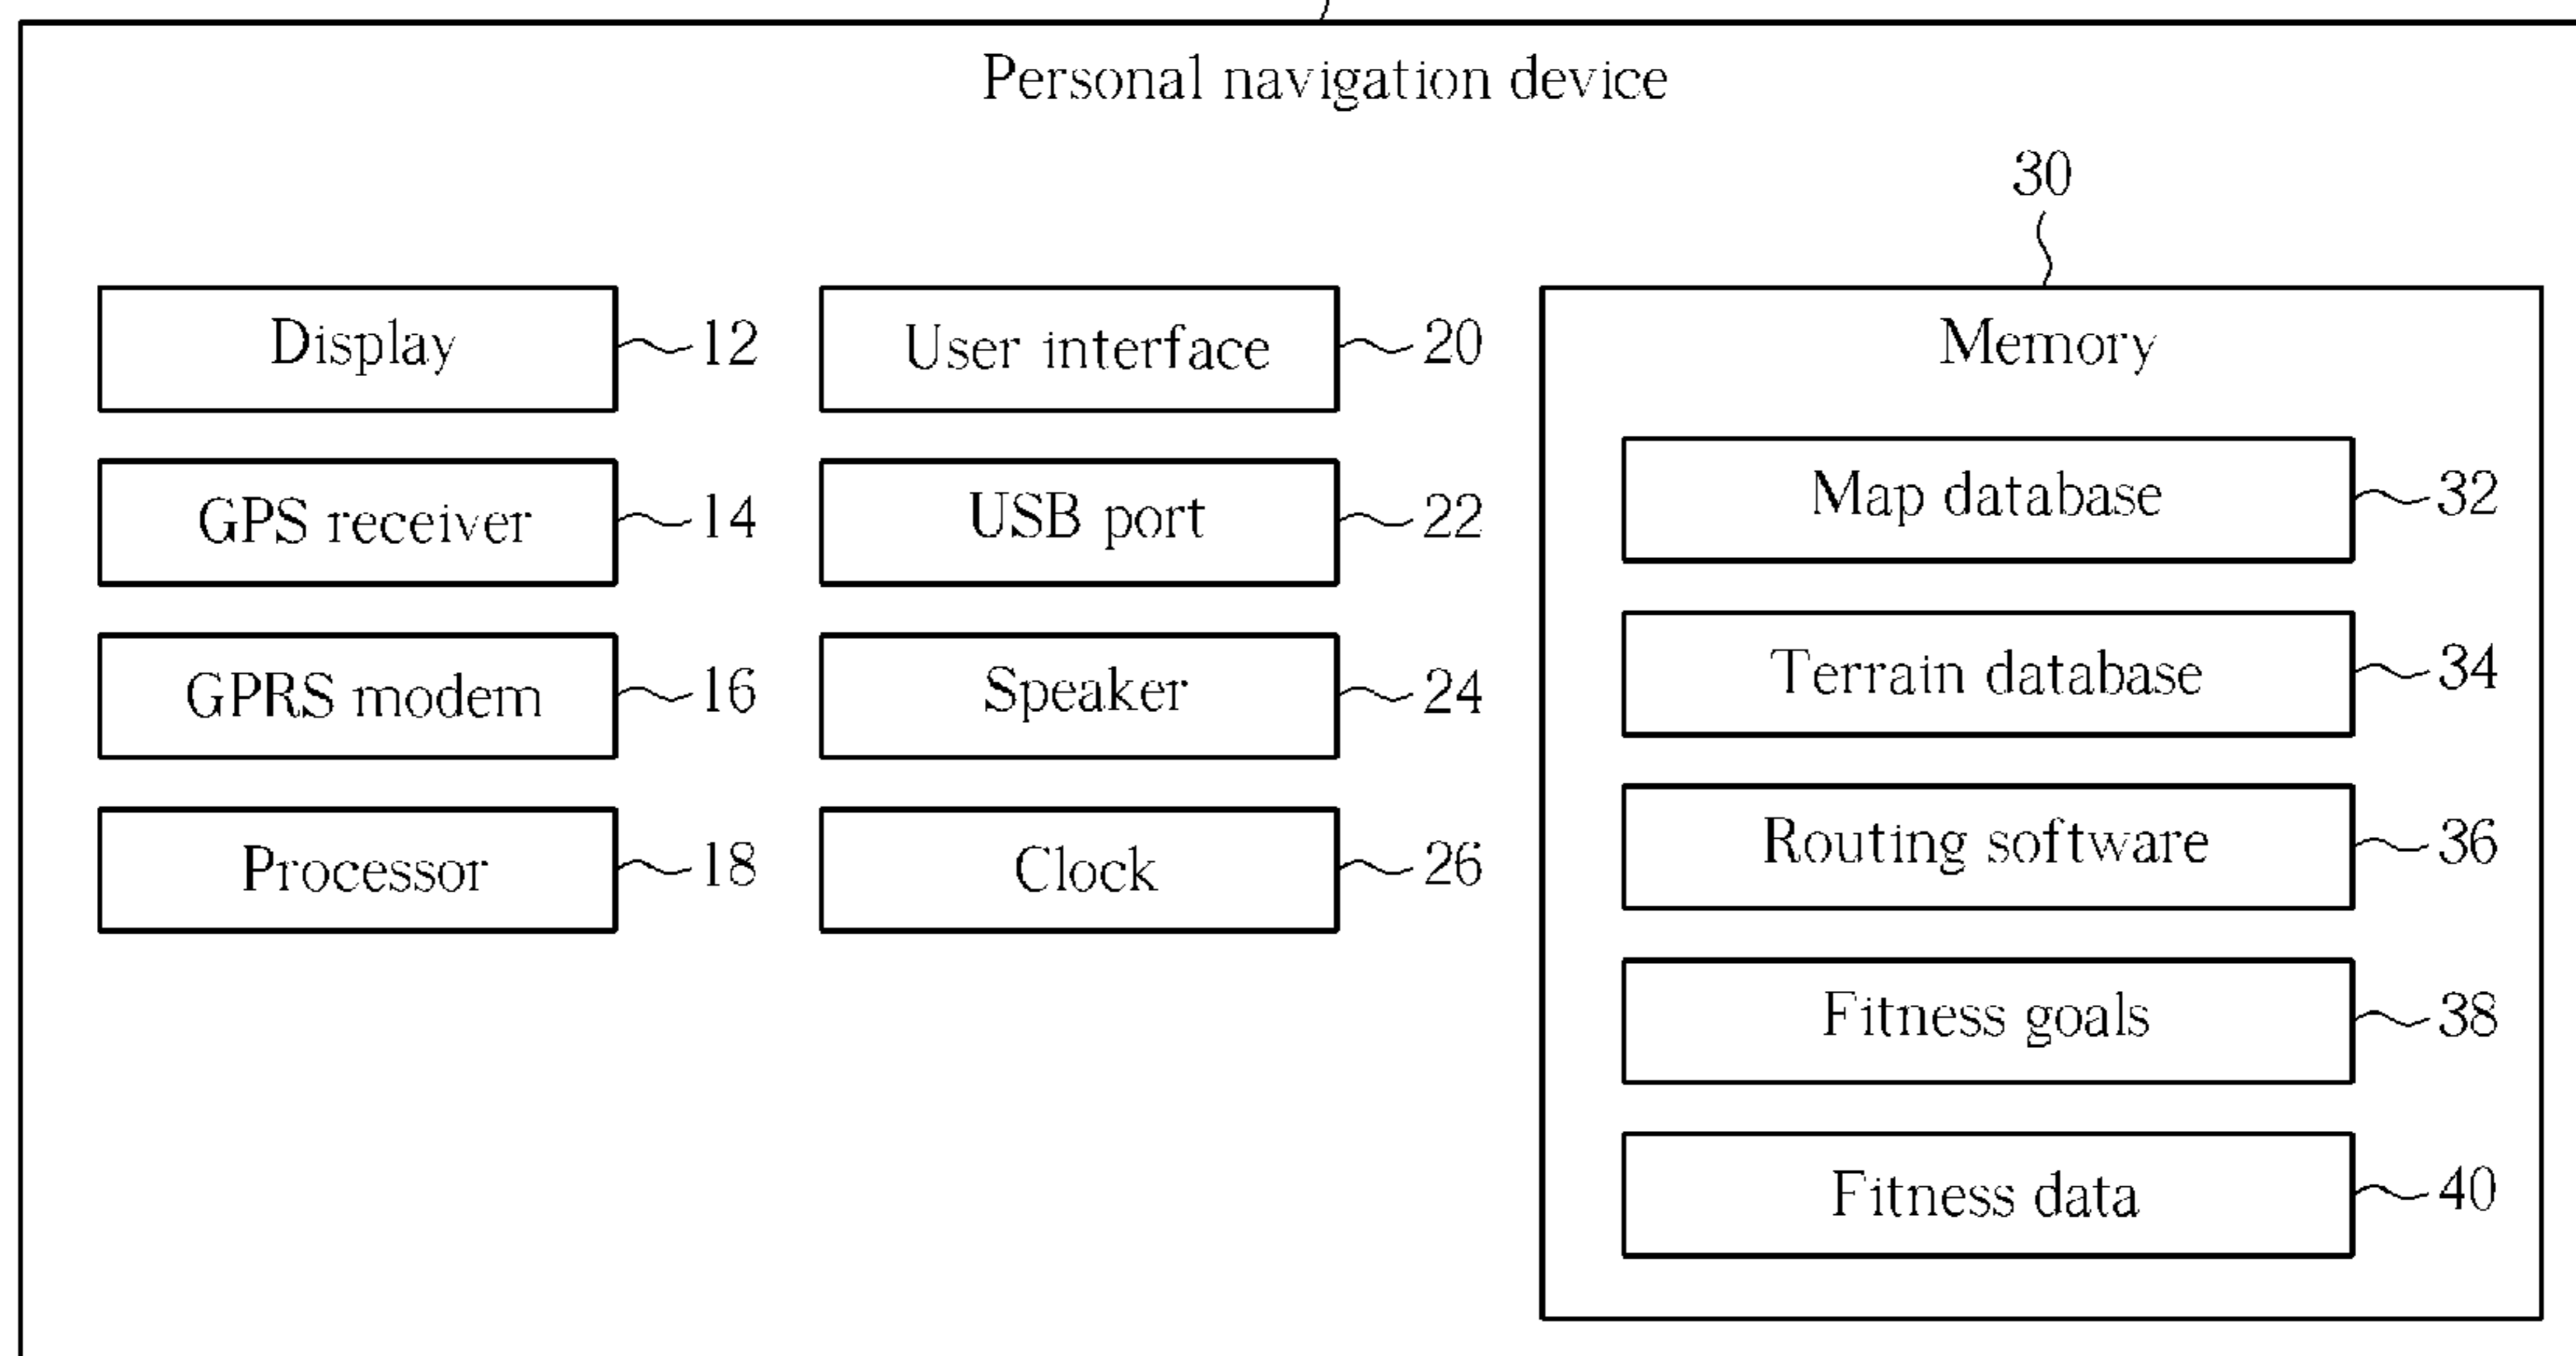 Personal navigation device
30
Display 12
User interface 20
Memory
GPS receiver 14
USB port 22
Map database 32
GPRS modem 16
Speaker 24
Terrain database 34
Processor 18
Clock 26
Routing software 36
Fitness goals 38
Fitness data 40